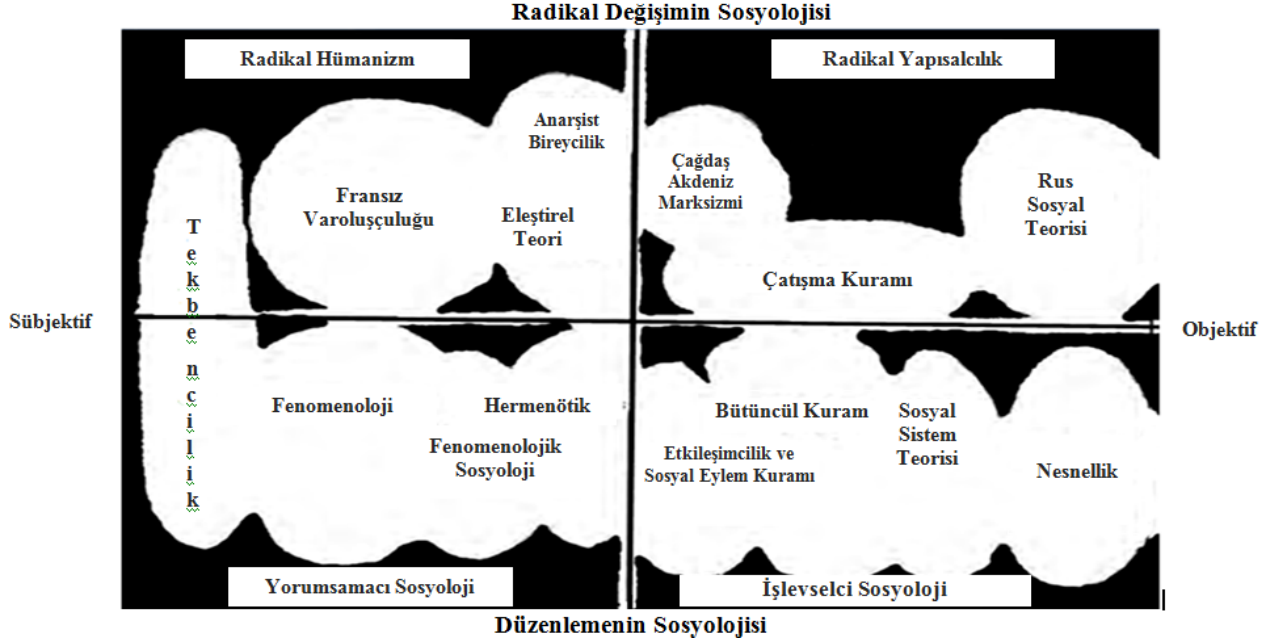 Radikal Değişimin Sosyolojisi
Radikal Hümanizm
Radikal Yapısalcılık
Anarşist
Bireycilik
Fransız
Varoluşçuluğu
Eleştirel
Teori
Çağdaş
Akdeniz
Marksizmi
Rus
Sosyal
Teorisi
Çatışma Kuramı
Tekbencilik
Sübjektif
Objektif
Fenomenoloji
Hermenötik
Fenomenolojik
Sosyoloji
Bütüncül Kuram
Etkileşimcilik ve
Sosyal Eylem Kuramı
Sosyal
Sistem
Teorisi
Nesnellik
Yorumsamacı Sosyoloji
İşlevselci Sosyoloji
Düzenlemenin Sosyolojisi